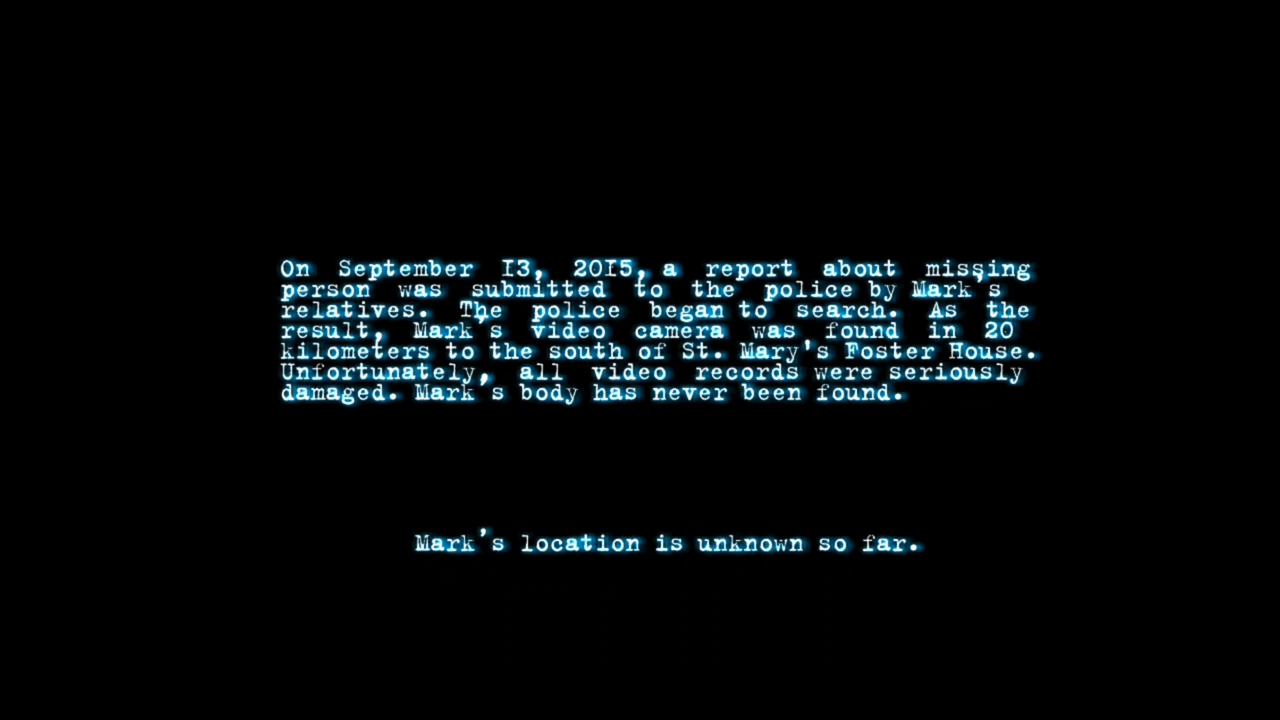 On September 13, 2015, a report about missing
person was submitted to the police by Mark's
relatives. The police began to search. As the
result, Mark's video camera was found in 20
kilometers to the south of St. Mary's Foster House.
Unfortunately, all video records were seriously
damaged. Mark's body has never been found.
Mark's location is unknown so far.